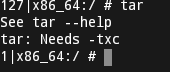 127|x86_64:/ # tar
See tar --help
tar: Needs -txc
1|x86_64:/ #